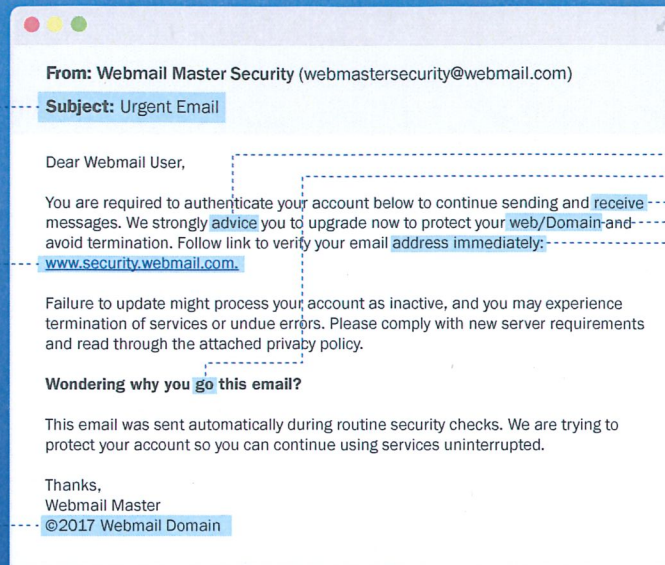 From: Webmail Master Security (webmastersecurity@webmail.com)
Subject: Urgent Email
Dear Webmail User,
You are required to authenticate your account below to continue sending and receive
messages. We strongly advice you to upgrade now to protect your web/Domain and
avoid termination. Follow link to verify your email address immediately:
www.security.webmail.com.
Failure to update might process your account as inactive, and you may experience
termination of services or undue errors. Please comply with new server requirements
and read through the attached privacy policy.
Wondering why you go this email?
This email was sent automatically during routine security checks. We are trying to
protect your account so you can continue using services uninterrupted.
Thanks,
Webmail Master
©2017 Webmail Domain